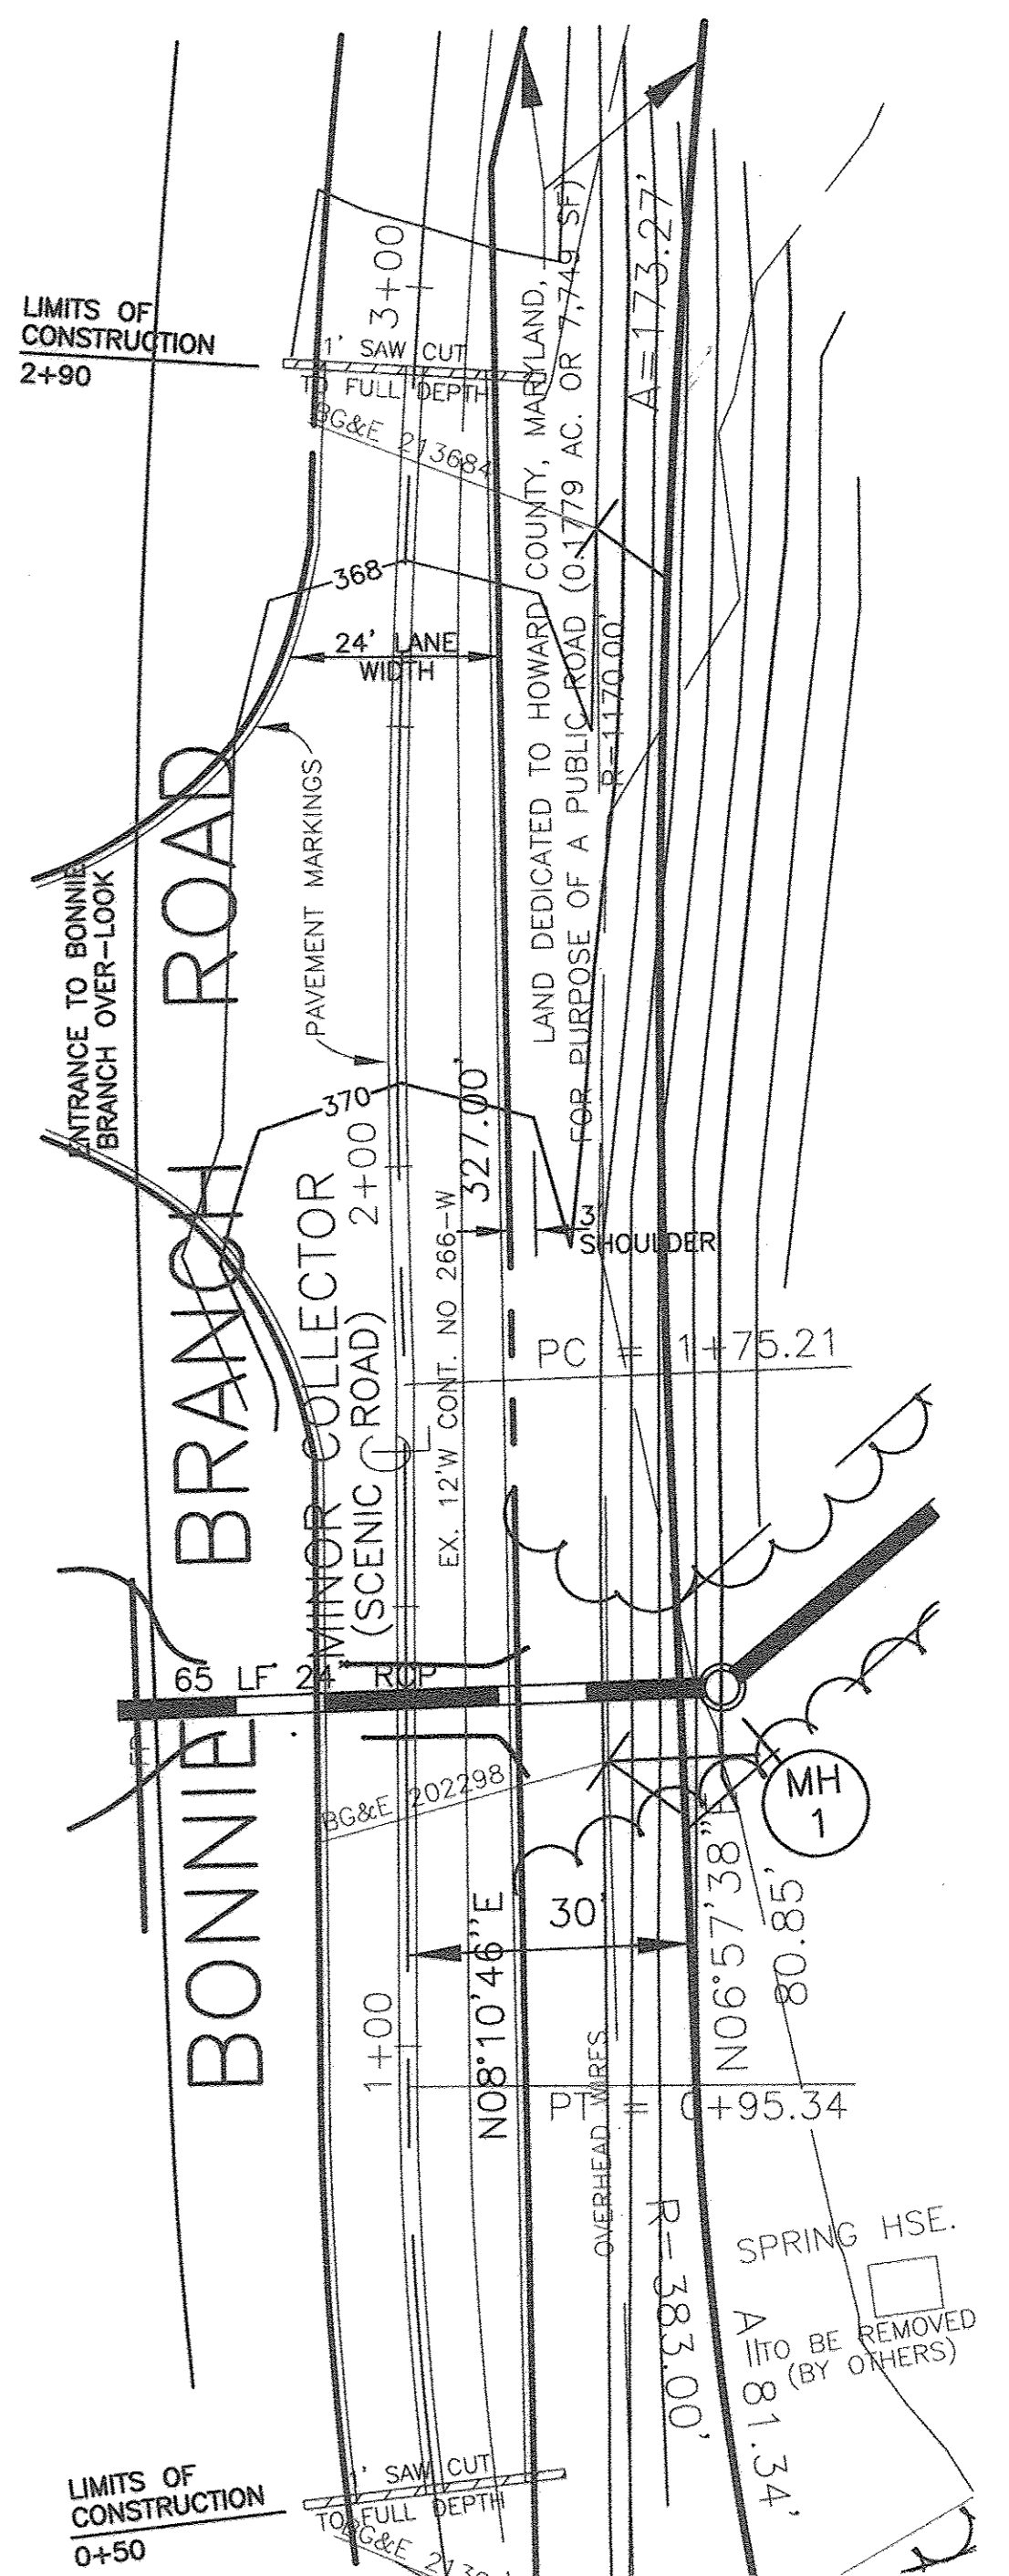 LIMITS OF
CONSTRUCTION
2+90
3+00
1' SAW CUT
TO FULL DEPTH
BG&E 213684
A=173.27'
LAND DEDICATED TO HOWARD COUNTY, MARYLAND,
FOR PURPOSE OF A PUBLIC ROAD (0.1779 AC. OR 7,749 SF)
R=1170.00'
368
24' LANE
WIDTH
PAVEMENT MARKINGS
ENTRANCE TO BONNIE
BRANCH OVER-LOOK
BONNIE BRANCH ROAD
370
327.00'
2+00
3'
SHOULDER
MINOR COLLECTOR
(SCENIC ROAD)
EX. 12"W CONT. NO 266-W
PC = 1+75.21
65 LF 24" RCP
BG&E 202298
MH
1
30'
N08°10'46"E
N06°57'38"E
80.85'
1+00
PT = 0+95.34
OVERHEAD WIRES
R=383.00'
A=81.34'
SPRING HSE.
TO BE REMOVED
(BY OTHERS)
LIMITS OF
CONSTRUCTION
0+50
1' SAW CUT
TO FULL DEPTH
BG&E